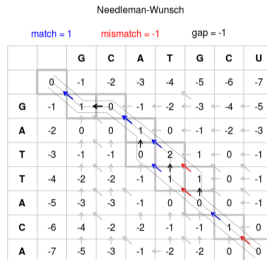 Needleman-Wunsch
match = 1 mismatch = -1 gap = -1
G C A T G C U
0 -1 -2 -3 -4 -5 -6 -7
G -1 1 0 -1 -2 -3 -4 -5
A -2 0 0 1 0 -1 -2 -3
T -3 -1 -1 0 2 1 0 -1
T -4 -2 -2 -1 1 1 0 -1
A -5 -3 -3 -1 0 0 0 -1
C -6 -4 -2 -2 -1 -1 1 0
A -7 -5 -3 -1 -2 -2 0 0